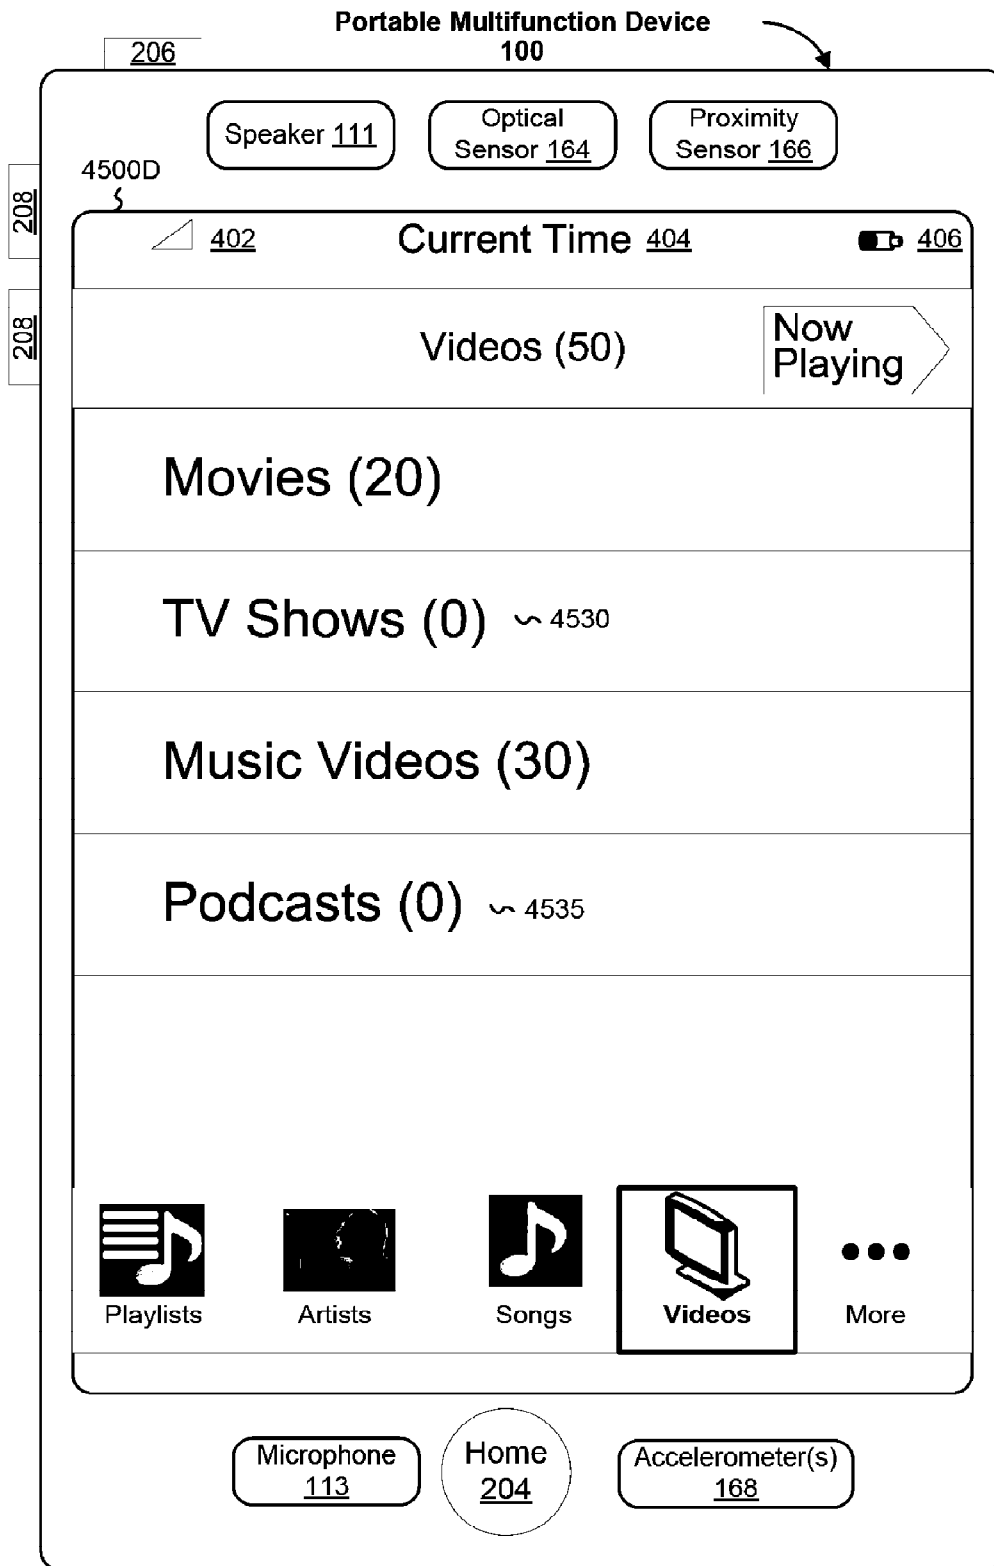 Portable Multifunction Device
100
206
Speaker 111
Optical
Sensor 164
Proximity
Sensor 166
4500D
208
208
402
Current Time 404
406
Videos (50)
Now
Playing
Movies (20)
TV Shows (0)
4530
Music Videos (30)
Podcasts (0)
4535
Playlists
Artists
Songs
Videos
More
Microphone
113
Home
204
Accelerometer(s)
168